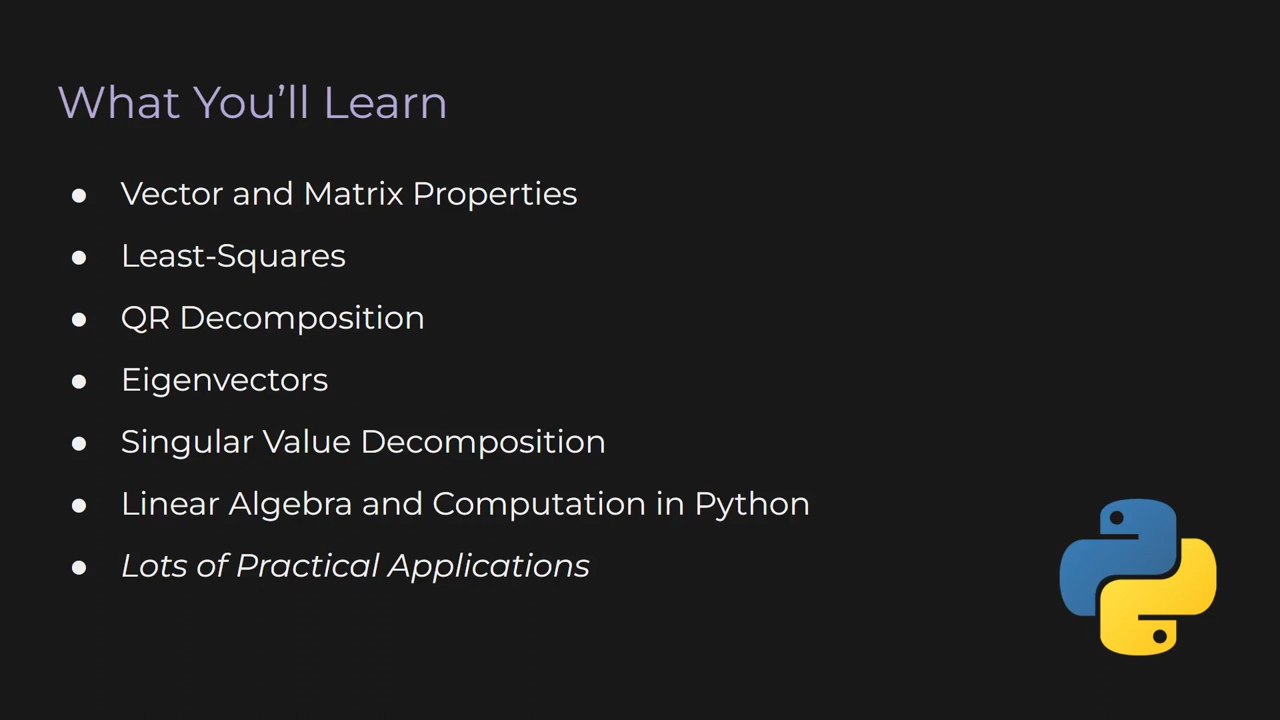 What You’ll Learn
● Vector and Matrix Properties
● Least-Squares
● QR Decomposition
● Eigenvectors
● Singular Value Decomposition
● Linear Algebra and Computation in Python
● Lots of Practical Applications